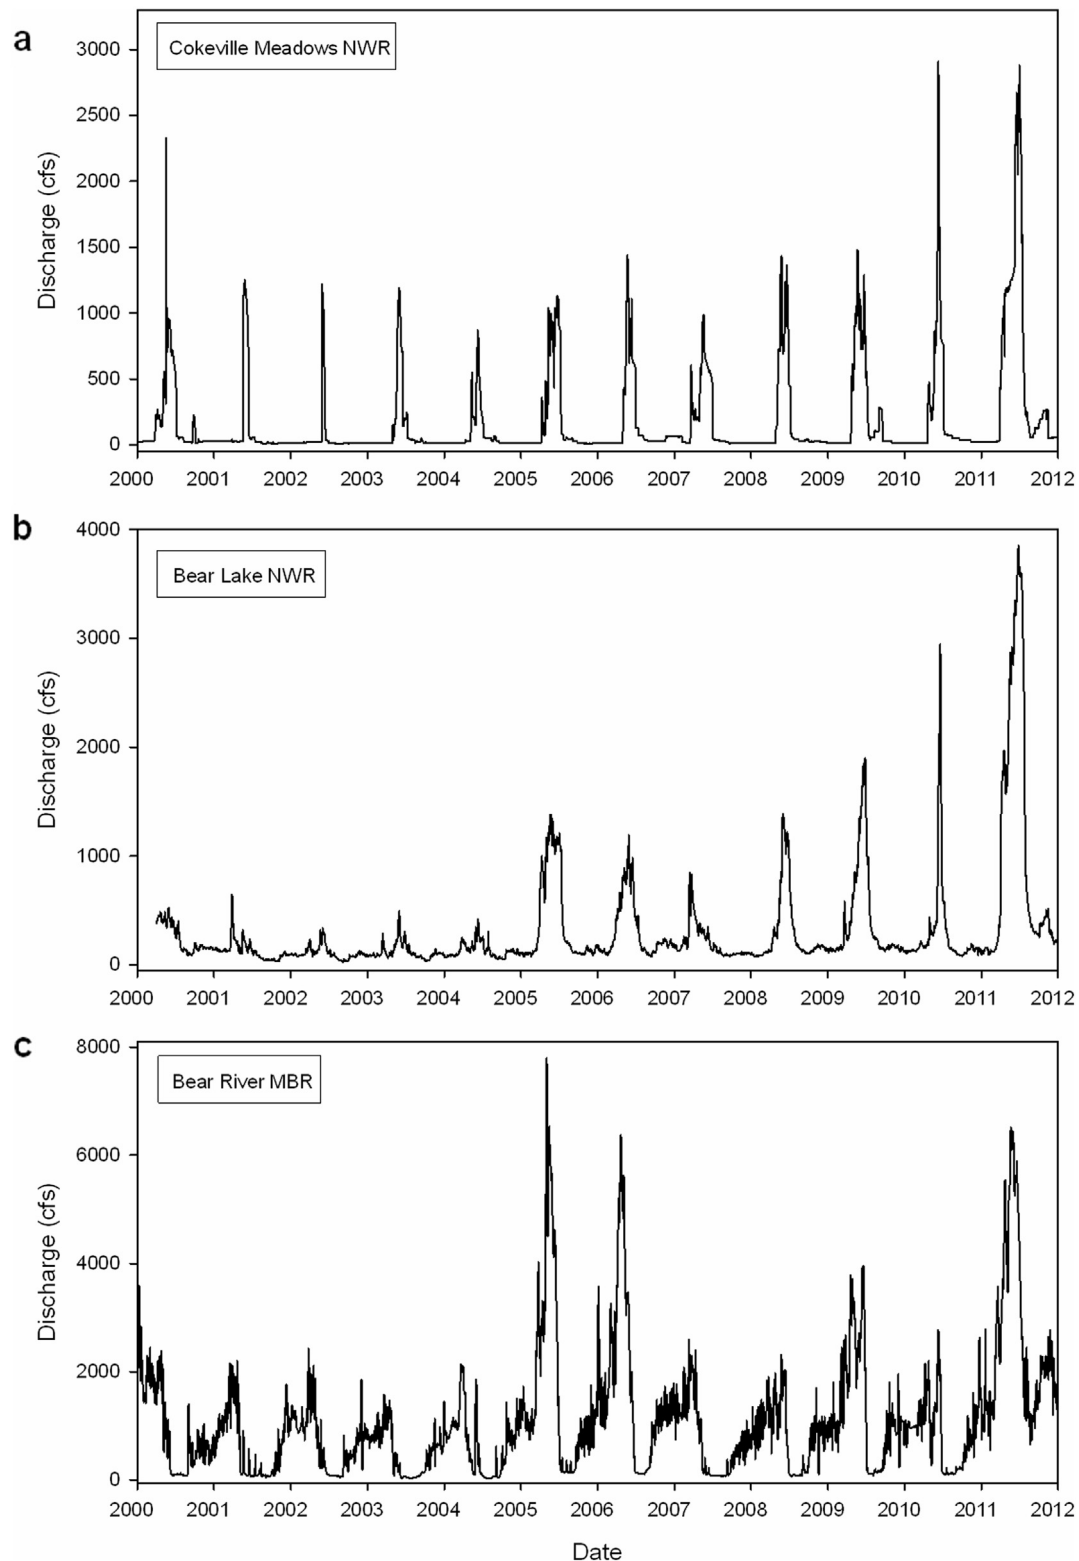 a
Cokeville Meadows NWR
3000
2500
2000
1500
1000
500
0
Discharge (cfs)
2000 2001 2002 2003 2004 2005 2006 2007 2008 2009 2010 2011 2012
b
Bear Lake NWR
4000
3000
2000
1000
0
Discharge (cfs)
2000 2001 2002 2003 2004 2005 2006 2007 2008 2009 2010 2011 2012
c
Bear River MBR
8000
6000
4000
2000
0
Discharge (cfs)
2000 2001 2002 2003 2004 2005 2006 2007 2008 2009 2010 2011 2012
Date